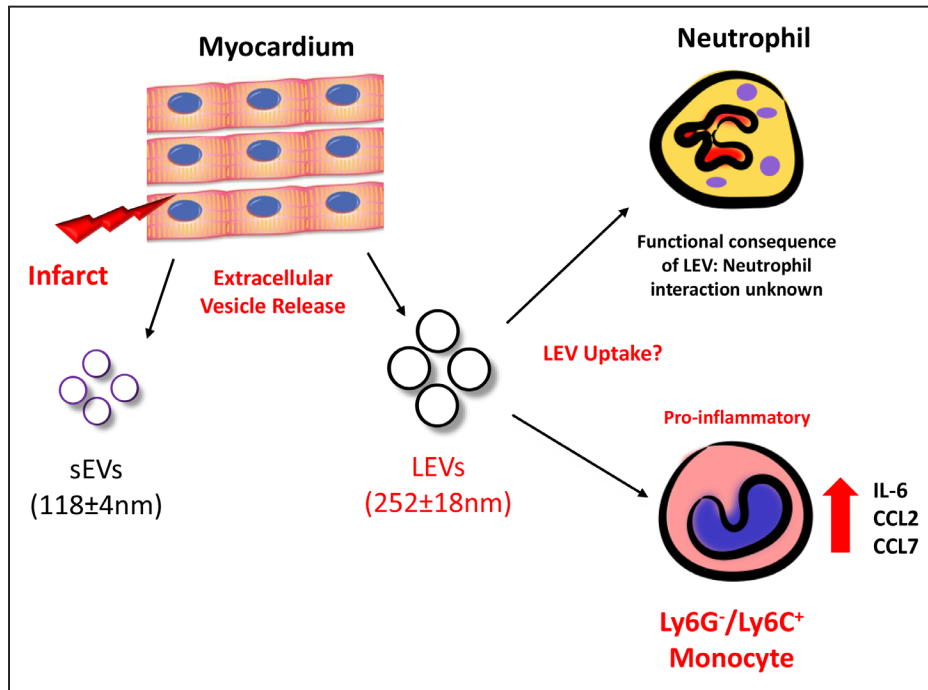 Myocardium
Neutrophil
Infarct
Extracellular
Vesicle Release
Functional consequence
of LEV: Neutrophil
interaction unknown
LEV Uptake?
sEVs
(118±4nm)
LEVs
(252±18nm)
Pro-inflammatory
IL-6
CCL2
CCL7
Ly6G⁻/Ly6C⁺
Monocyte